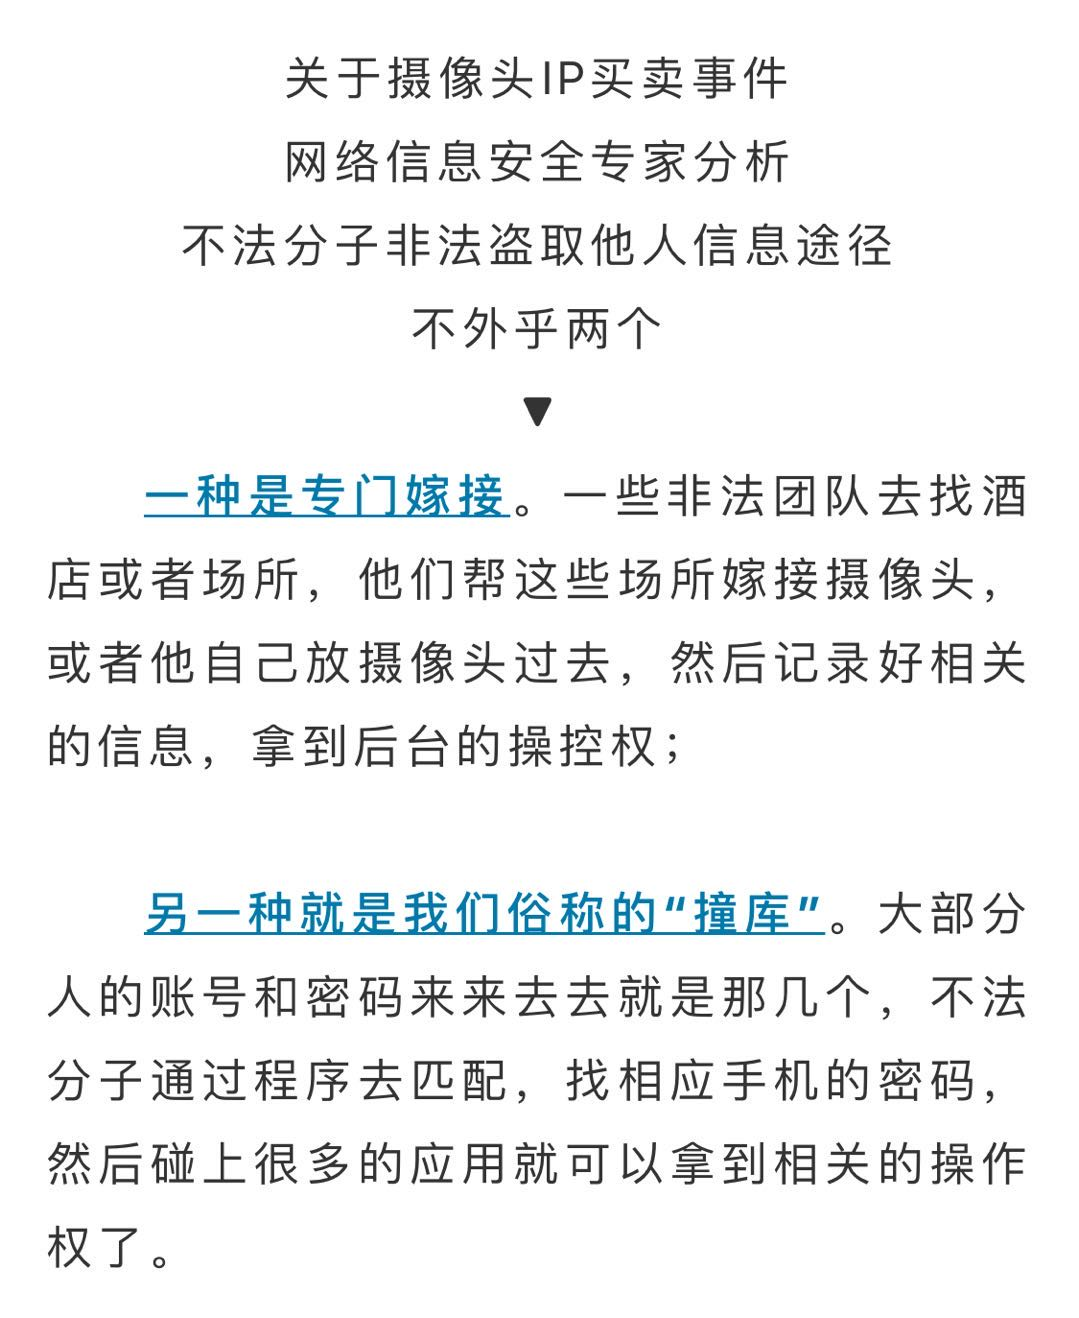 关于摄像头IP买卖事件
网络信息安全专家分析
不法分子非法盗取他人信息途径
不外乎两个
▼
一种是专门嫁接。一些非法团队去找酒
店或者场所，他们帮这些场所嫁接摄像头，
或者他自己放摄像头过去，然后记录好相关
的信息，拿到后台的操控权；
另一种就是我们俗称的“撞库”。大部分
人的账号和密码来来去去就是那几个，不法
分子通过程序去匹配，找相应手机的密码，
然后碰上很多的应用就可以拿到相关的操作
权了。